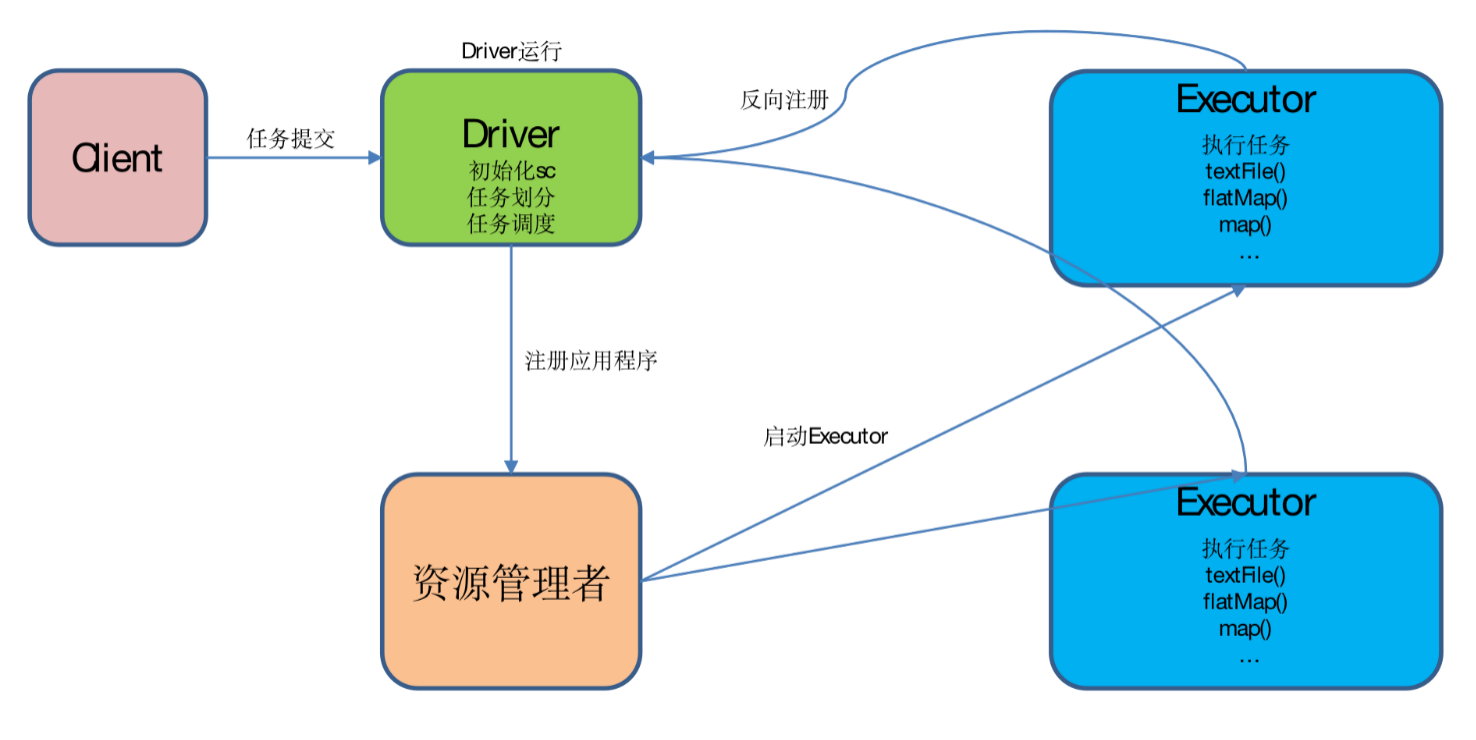 Driver运行
Client
任务提交
Driver
初始化sc
任务划分
任务调度
反向注册
Executor
执行任务
textFile()
flatMap()
map()
...
注册应用程序
启动Executor
资源管理者
Executor
执行任务
textFile()
flatMap()
map()
...